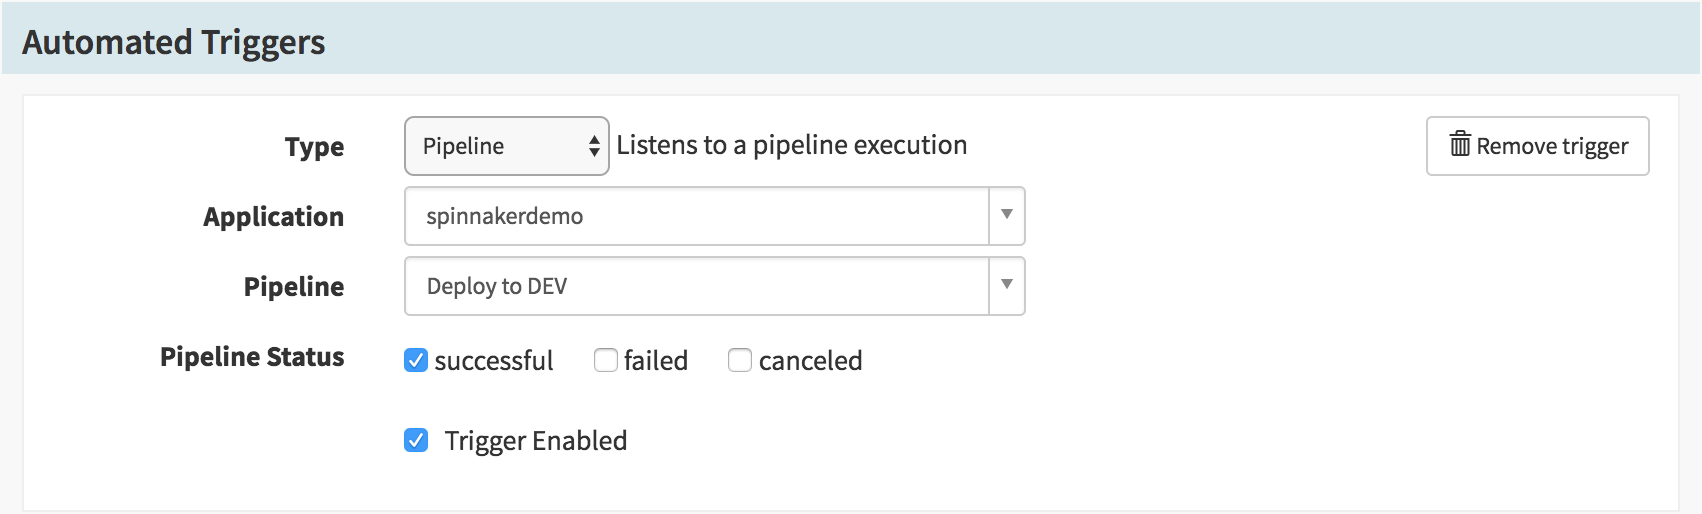 Automated Triggers
Type Pipeline Listens to a pipeline execution Remove trigger
Application spinnakerdemo
Pipeline Deploy to DEV
Pipeline Status successful failed canceled
Trigger Enabled